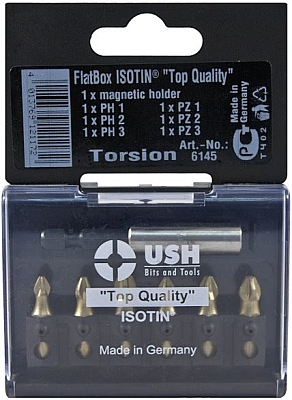 FlatBox ISOTIN® "Top Quality"
1 x magnetic holder
1 x PH 1 1 x PZ 1
1 x PH 2 1 x PZ 2
1 x PH 3 1 x PZ 3
Torsion Art.-No.: 6145
Made in Germany
T1402
USH
Bits and Tools
"Top Quality"
ISOTIN®
Made in Germany